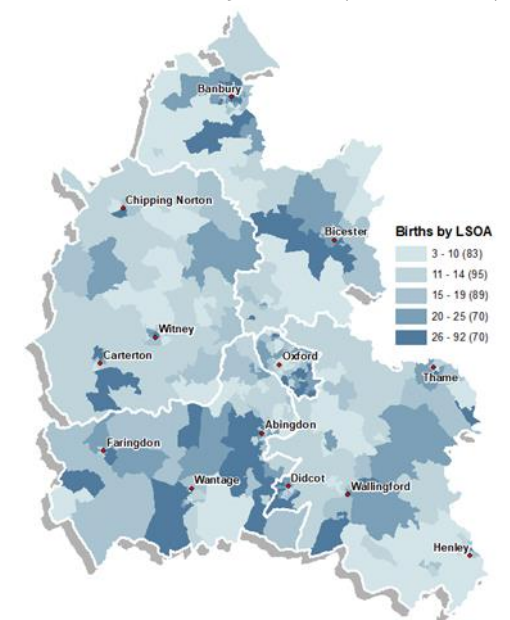 Banbury
Chipping Norton
Bicester
Births by LSOA
3 - 10 (83)
11 - 14 (95)
15 - 19 (89)
20 - 25 (70)
26 - 92 (70)
Witney
Carterton
Oxford
Thame
Abingdon
Faringdon
Wantage
Didcot
Wallingford
Henley